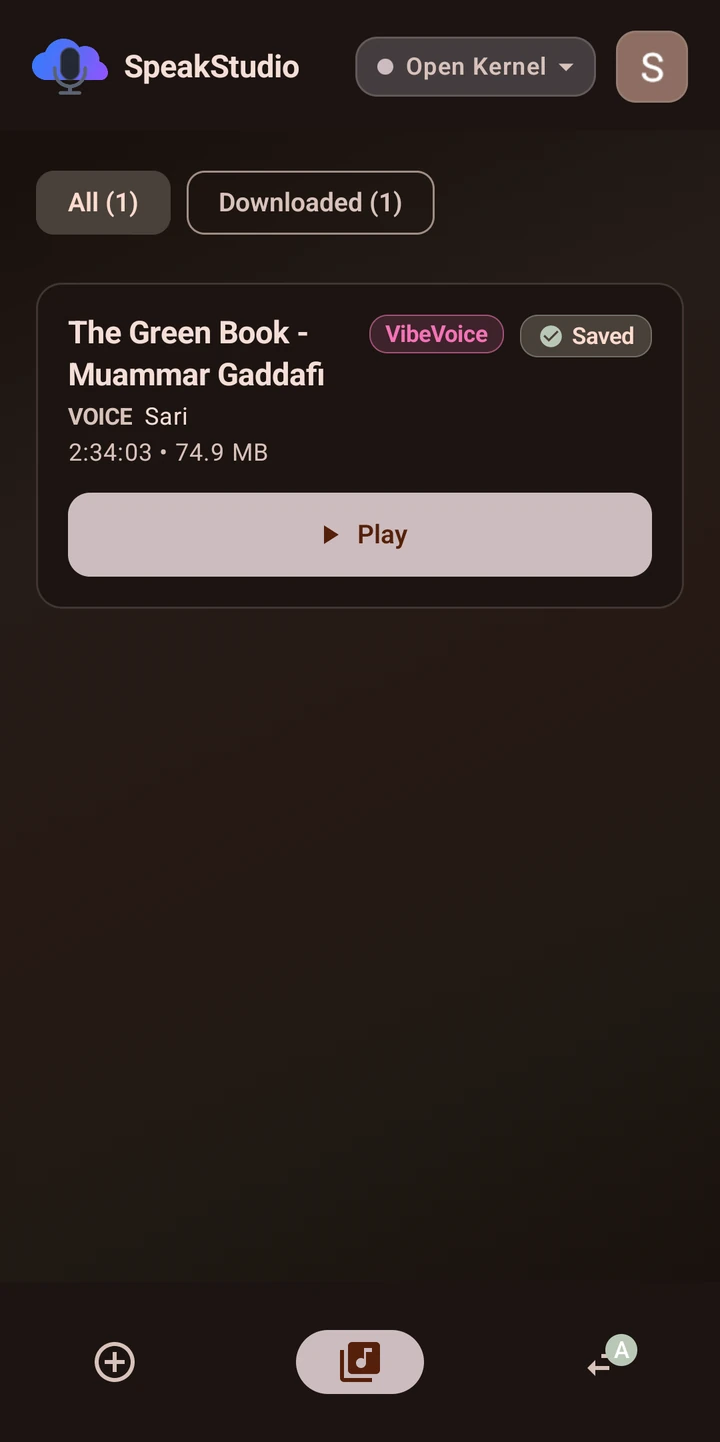 SpeakStudio
Open Kernel
S
All (1)
Downloaded (1)
The Green Book -
Muammar Gaddafi
VibeVoice
Saved
VOICE Sari
2:34:03 • 74.9 MB
Play
A